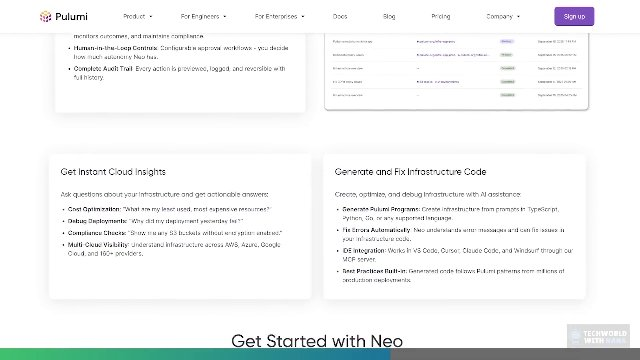 Pulumi
Product For Engineers For Enterprises Docs Blog Pricing Company Sign up
monitors outcomes, and maintains compliance.
• Human-in-the-Loop Controls: Configurable approval workflows - you decide
how much autonomy Neo has.
• Complete Audit Trail: Every action is previewed, logged, and reversible with
full history.
Get Instant Cloud Insights
Ask questions about your infrastructure and get actionable answers:
• Cost Optimization: "What are my least used, most expensive resources?"
• Debug Deployments: "Why did my deployment yesterday fail?"
• Compliance Checks: "Show me any S3 buckets without encryption enabled."
• Multi-Cloud Visibility: Understand infrastructure across AWS, Azure, Google
Cloud, and 160+ providers.
Generate and Fix Infrastructure Code
Create, optimize, and debug infrastructure with AI assistance:
• Generate Pulumi Programs: Create infrastructure from prompts in TypeScript,
Python, Go, or any supported language.
• Fix Errors Automatically: Neo understands error messages and can fix issues in
your infrastructure code.
• IDE Integration: Works in VS Code, Cursor, Claude Code, and Windsurf through our
MCP server.
• Best Practices Built-In: Generated code follows Pulumi patterns from millions of
production deployments.
Get Started with Neo
TECHWORLD
WITH NANA